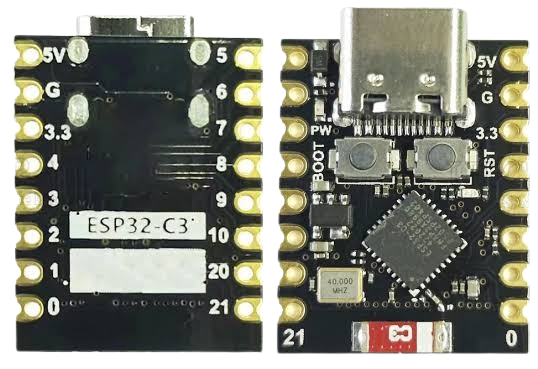 5V 5
G 6
3.3 7
4 8
3 9
ESP32-C3
2 10
1 20
0 21
5V
G
PW 3.3
BOOT RST
40.000
MHZ
21 C3 0